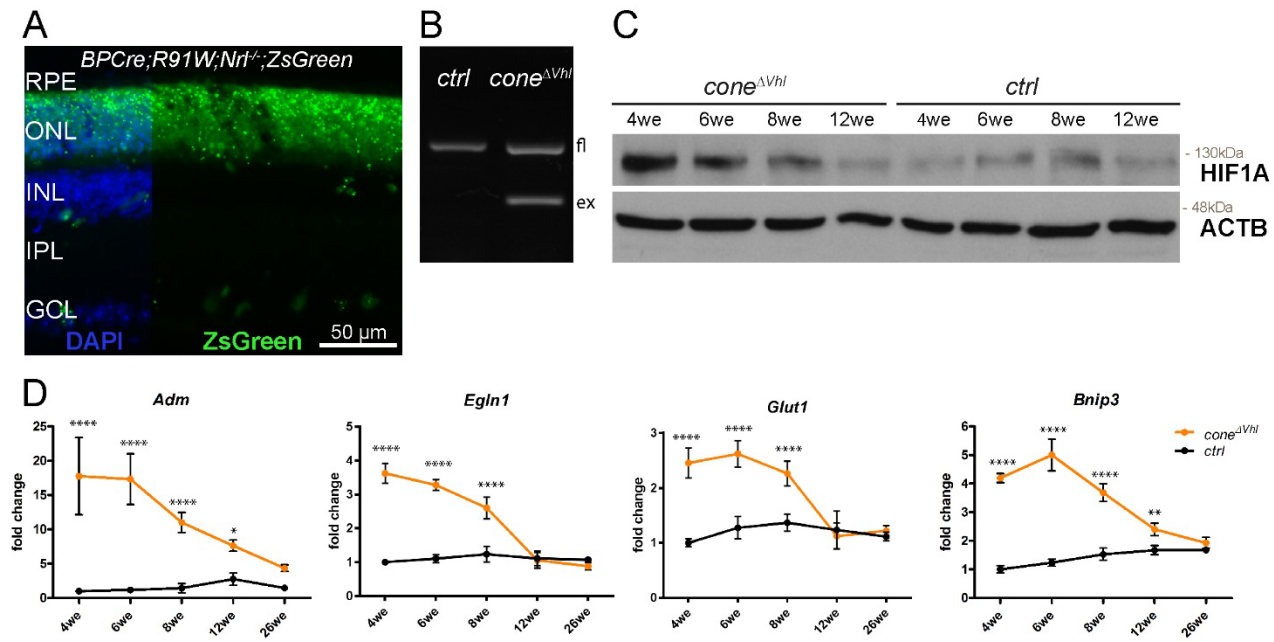 A
BPCre;R91W;Nrl-/-;ZsGreen
RPE
ONL
INL
IPL
GCL
DAPI
ZsGreen
50 µm
B
ctrl
coneΔVhl
fl
ex
C
coneΔVhl
ctrl
4we 6we 8we 12we 4we 6we 8we 12we
- 130kDa
HIF1A
- 48kDa
ACTB
D
Adm
fold change
25
20
15
10
5
0
****
****
****
*
4we 6we 8we 12we 26we
Egln1
fold change
5
4
3
2
1
0
****
****
****
4we 6we 8we 12we 26we
Glut1
fold change
3
2
1
0
****
****
****
4we 6we 8we 12we 26we
Bnip3
fold change
6
5
4
3
2
1
0
****
****
****
**
4we 6we 8we 12we 26we
coneΔVhl
ctrl